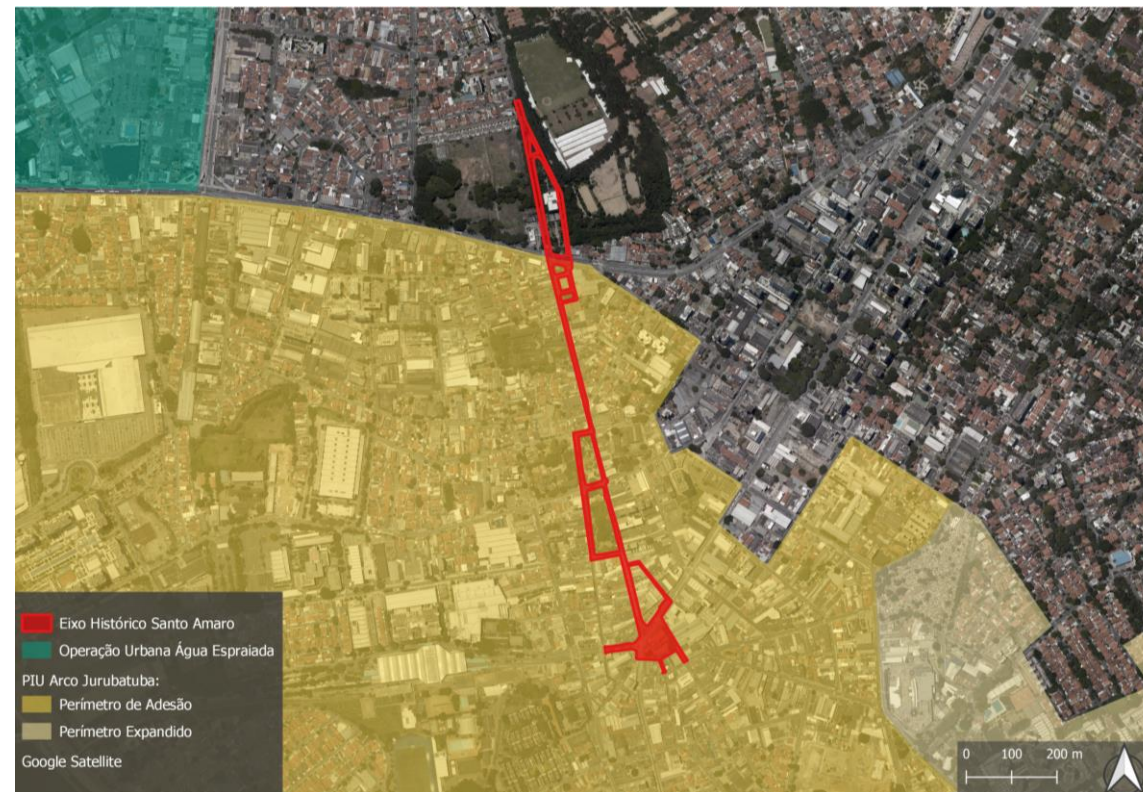 Eixo Histórico Santo Amaro
Operação Urbana Água Espraiada
PIU Arco Jurubatuba:
Perímetro de Adesão
Perímetro Expandido
Google Satellite
0 100 200 m